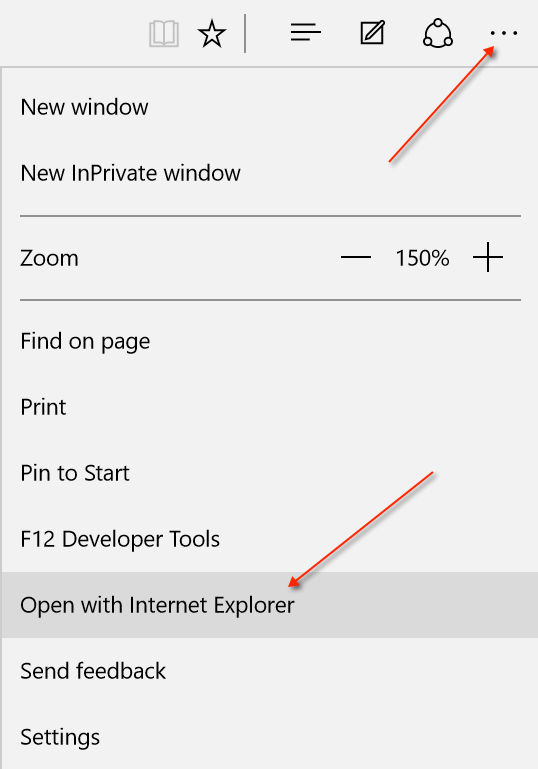 New window
New InPrivate window
Zoom — 150% +
Find on page
Print
Pin to Start
F12 Developer Tools
Open with Internet Explorer
Send feedback
Settings